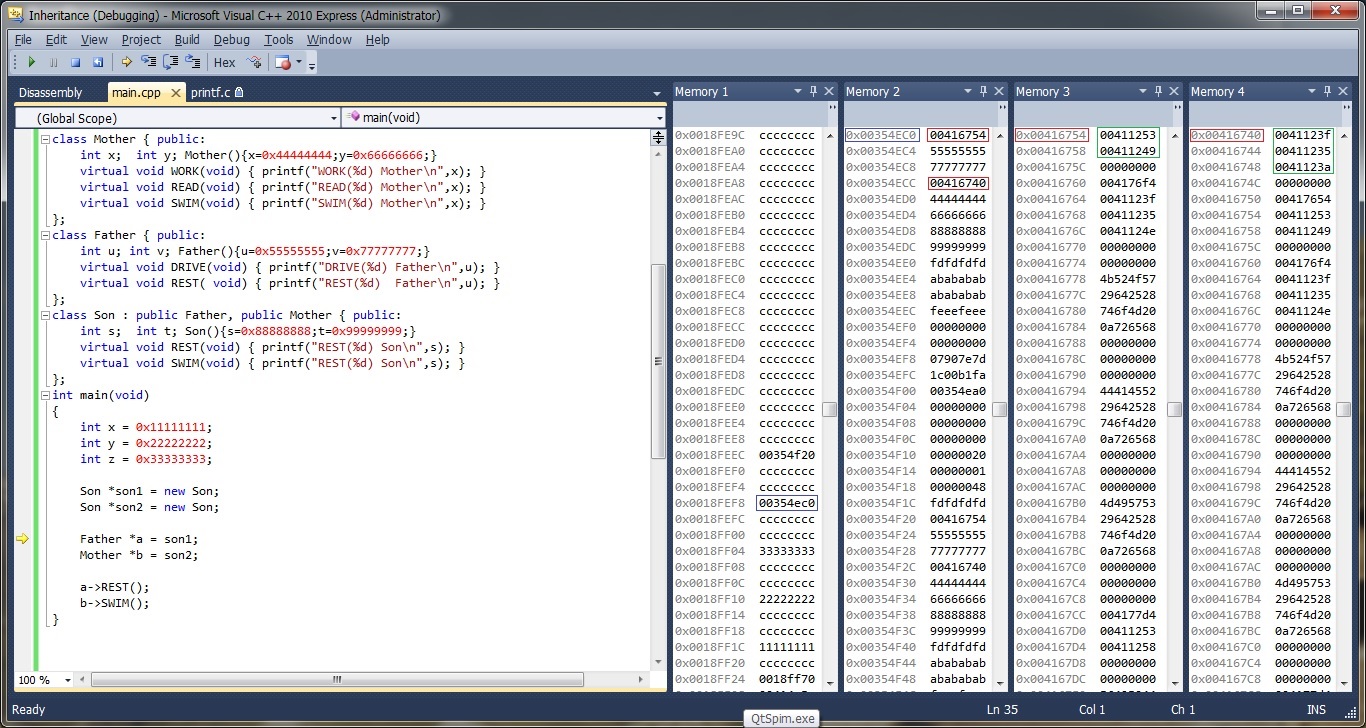 Inheritance (Debugging) - Microsoft Visual C++ 2010 Express (Administrator)
File Edit View Project Build Debug Tools Window Help
Hex
Disassembly main.cpp printf.c
(Global Scope) main(void)
class Mother { public:
int x;  int y; Mother(){x=0x44444444;y=0x66666666;}
virtual void WORK(void) { printf("WORK(%d) Mother\n",x); }
virtual void READ(void) { printf("READ(%d) Mother\n",x); }
virtual void SWIM(void) { printf("SWIM(%d) Mother\n",x); }
};
class Father { public:
int u; int v; Father(){u=0x55555555;v=0x77777777;}
virtual void DRIVE(void) { printf("DRIVE(%d) Father\n",u); }
virtual void REST( void) { printf("REST(%d)  Father\n",u); }
};
class Son : public Father, public Mother { public:
int s;  int t; Son(){s=0x88888888;t=0x99999999;}
virtual void REST(void) { printf("REST(%d) Son\n",s); }
virtual void SWIM(void) { printf("REST(%d) Son\n",s); }
};
int main(void)
{
int x = 0x11111111;
int y = 0x22222222;
int z = 0x33333333;
Son *son1 = new Son;
Son *son2 = new Son;
Father *a = son1;
Mother *b = son2;
a->REST();
b->SWIM();
}
100 %
Memory 1
0x0018FE9C cccccccc
0x0018FEA0 cccccccc
0x0018FEA4 cccccccc
0x0018FEA8 cccccccc
0x0018FEAC cccccccc
0x0018FEB0 cccccccc
0x0018FEB4 cccccccc
0x0018FEB8 cccccccc
0x0018FEBC cccccccc
0x0018FEC0 cccccccc
0x0018FEC4 cccccccc
0x0018FEC8 cccccccc
0x0018FECC cccccccc
0x0018FED0 cccccccc
0x0018FED4 cccccccc
0x0018FED8 cccccccc
0x0018FEDC cccccccc
0x0018FEE0 cccccccc
0x0018FEE4 cccccccc
0x0018FEE8 cccccccc
0x0018FEEC 00354f20
0x0018FEF0 cccccccc
0x0018FEF4 cccccccc
0x0018FEF8 00354ec0
0x0018FEFC cccccccc
0x0018FF00 cccccccc
0x0018FF04 33333333
0x0018FF08 cccccccc
0x0018FF0C cccccccc
0x0018FF10 22222222
0x0018FF14 cccccccc
0x0018FF18 cccccccc
0x0018FF1C 11111111
0x0018FF20 cccccccc
0x0018FF24 0018ff70
Memory 2
0x00354EC0 00416754
0x00354EC4 55555555
0x00354EC8 77777777
0x00354ECC 00416740
0x00354ED0 44444444
0x00354ED4 66666666
0x00354ED8 88888888
0x00354EDC 99999999
0x00354EE0 fdfdfdfd
0x00354EE4 abababab
0x00354EE8 abababab
0x00354EEC feeefeee
0x00354EF0 00000000
0x00354EF4 00000000
0x00354EF8 07907e7d
0x00354EFC 1c00b1fa
0x00354F00 00354ea0
0x00354F04 00000000
0x00354F08 00000000
0x00354F0C 00000000
0x00354F10 00000020
0x00354F14 00000001
0x00354F18 00000048
0x00354F1C fdfdfdfd
0x00354F20 00416754
0x00354F24 55555555
0x00354F28 77777777
0x00354F2C 00416740
0x00354F30 44444444
0x00354F34 66666666
0x00354F38 88888888
0x00354F3C 99999999
0x00354F40 fdfdfdfd
0x00354F44 abababab
0x00354F48 abababab
Memory 3
0x00416754 00411253
0x00416758 00411249
0x0041675C 00000000
0x00416760 004176f4
0x00416764 0041123f
0x00416768 00411235
0x0041676C 0041124e
0x00416770 00000000
0x00416774 00000000
0x00416778 4b524f57
0x0041677C 29642528
0x00416780 746f4d20
0x00416784 0a726568
0x00416788 00000000
0x0041678C 00000000
0x00416790 00000000
0x00416794 44414552
0x00416798 29642528
0x0041679C 746f4d20
0x004167A0 0a726568
0x004167A4 00000000
0x004167A8 00000000
0x004167AC 00000000
0x004167B0 4d495753
0x004167B4 29642528
0x004167B8 746f4d20
0x004167BC 0a726568
0x004167C0 00000000
0x004167C4 00000000
0x004167C8 00000000
0x004167CC 004177d4
0x004167D0 00411253
0x004167D4 00411258
0x004167D8 00000000
0x004167DC 00000000
Memory 4
0x00416740 0041123f
0x00416744 00411235
0x00416748 0041123a
0x0041674C 00000000
0x00416750 00417654
0x00416754 00411253
0x00416758 00411249
0x0041675C 00000000
0x00416760 004176f4
0x00416764 0041123f
0x00416768 00411235
0x0041676C 0041124e
0x00416770 00000000
0x00416774 00000000
0x00416778 4b524f57
0x0041677C 29642528
0x00416780 746f4d20
0x00416784 0a726568
0x00416788 00000000
0x0041678C 00000000
0x00416790 00000000
0x00416794 44414552
0x00416798 29642528
0x0041679C 746f4d20
0x004167A0 0a726568
0x004167A4 00000000
0x004167A8 00000000
0x004167AC 00000000
0x004167B0 4d495753
0x004167B4 29642528
0x004167B8 746f4d20
0x004167BC 0a726568
0x004167C0 00000000
0x004167C4 00000000
0x004167C8 00000000
Ready Ln 35 Col 1 Ch 1 INS
QtSpim.exe